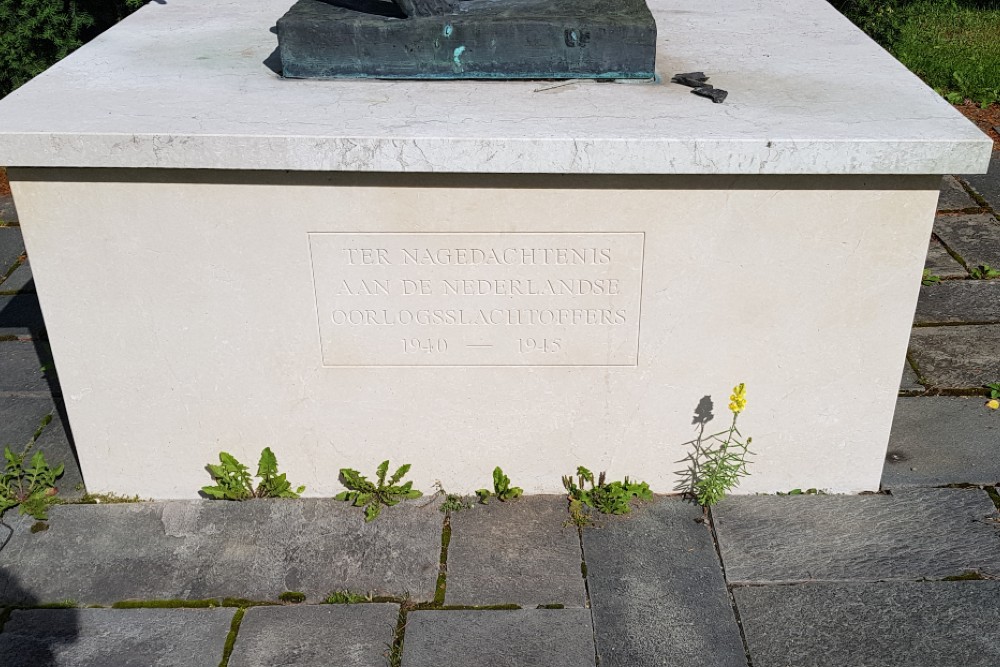 TER NAGEDACHTENIS
AAN DE NEDERLANDSE
OORLOGSSLACHTOFFERS
1940 — 1945